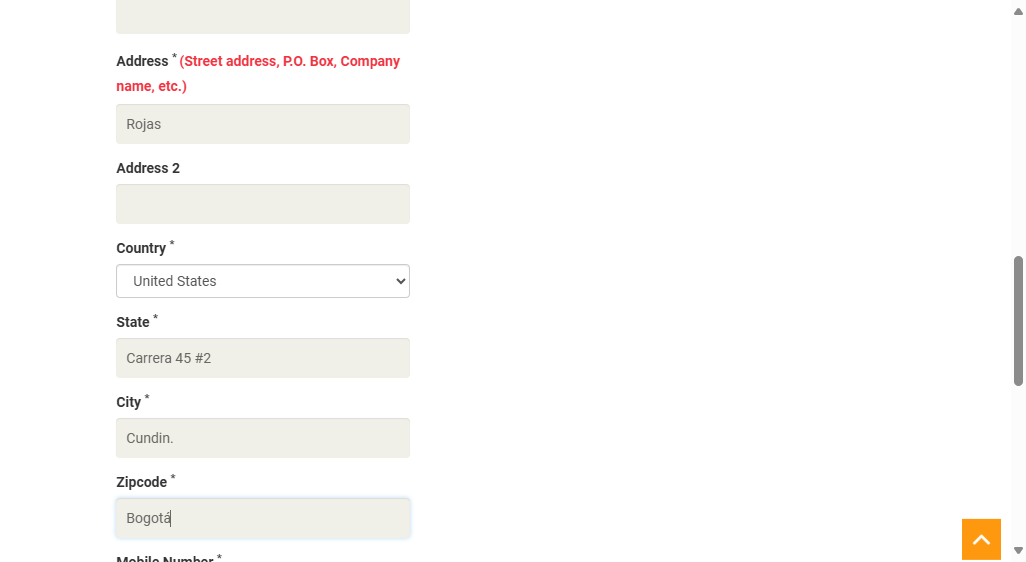 Address * (Street address, P.O. Box, Company
name, etc.)
Rojas
Address 2
Country *
United States
State *
Carrera 45 #2
City *
Cundin.
Zipcode *
Bogotá
Mobile Number *